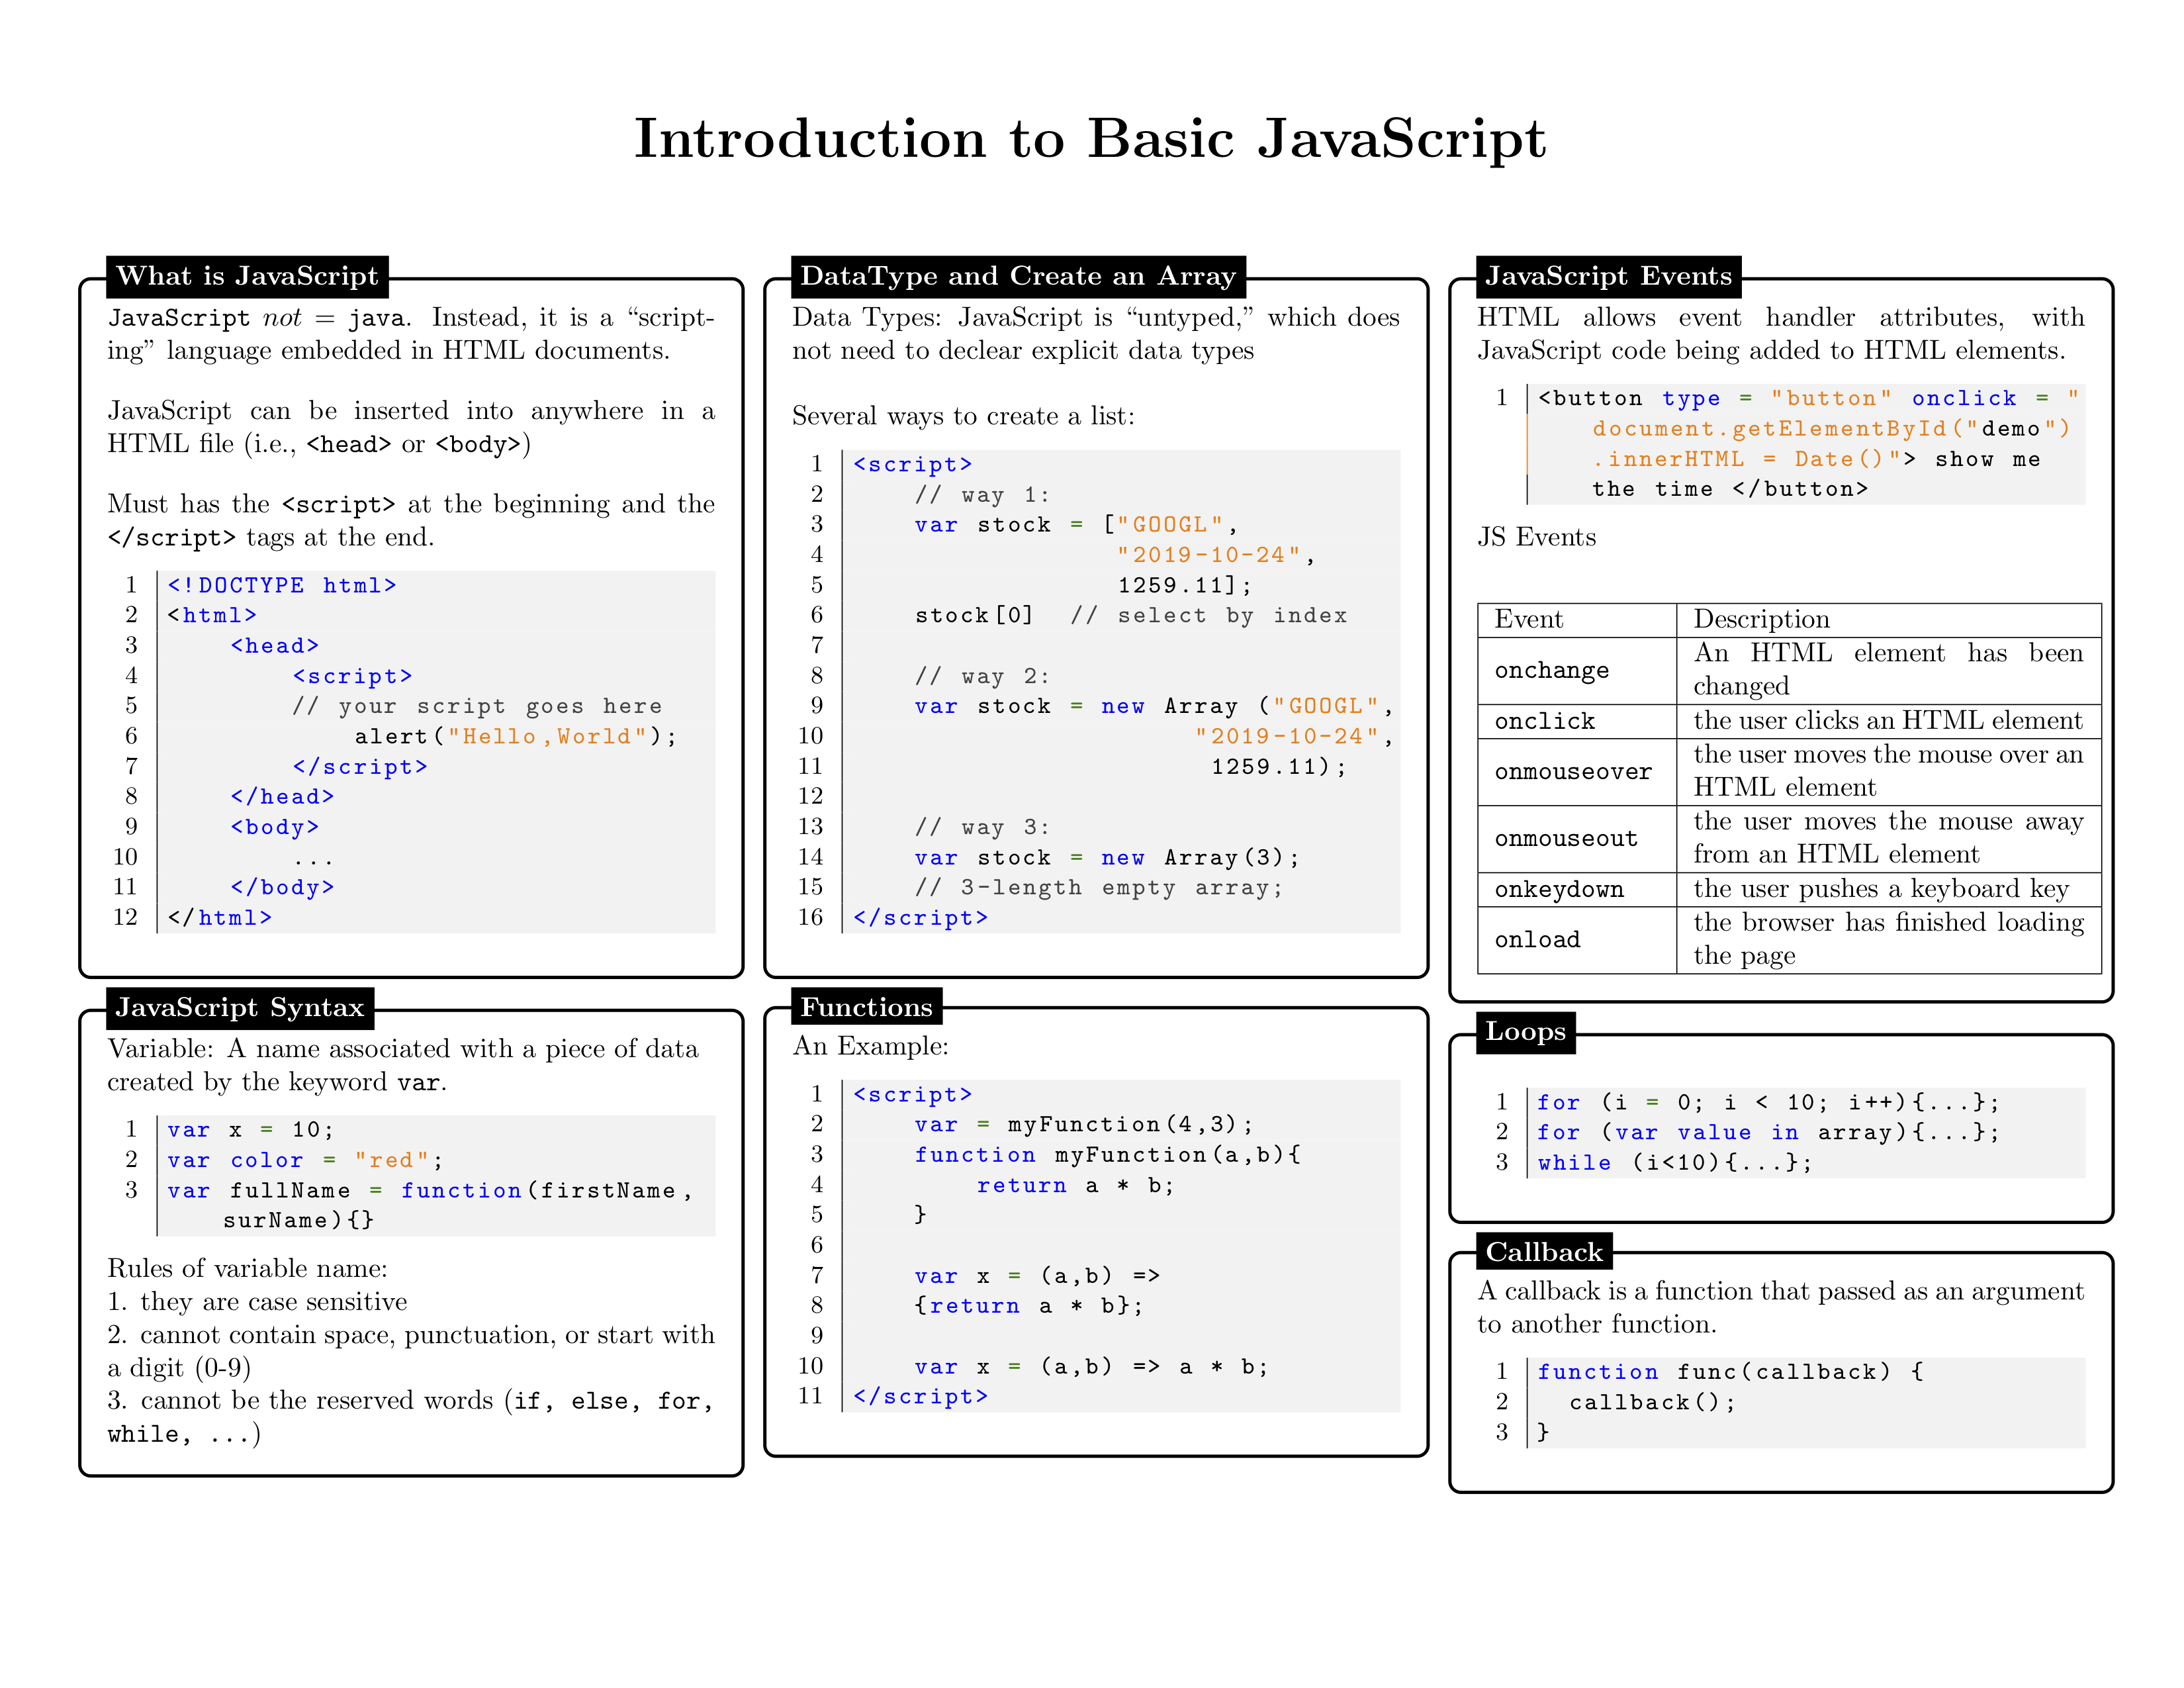 Introduction to Basic JavaScript
What is JavaScript
JavaScript not = java. Instead, it is a “script-
ing” language embedded in HTML documents.
JavaScript can be inserted into anywhere in a
HTML file (i.e., <head> or <body>)
Must has the <script> at the beginning and the
</script> tags at the end.
1 <!DOCTYPE html>
2 <html>
3     <head>
4         <script>
5         // your script goes here
6             alert("Hello,World");
7         </script>
8     </head>
9     <body>
10         ...
11     </body>
12 </html>
JavaScript Syntax
Variable: A name associated with a piece of data
created by the keyword var.
1 var x = 10;
2 var color = "red";
3 var fullName = function(firstName,
surName){}
Rules of variable name:
1. they are case sensitive
2. cannot contain space, punctuation, or start with
a digit (0-9)
3. cannot be the reserved words (if, else, for,
while, ...)
DataType and Create an Array
Data Types: JavaScript is “untyped,” which does
not need to declear explicit data types
Several ways to create a list:
1 <script>
2     // way 1:
3     var stock = ["GOOGL",
4                  "2019-10-24",
5                  1259.11];
6     stock[0]  // select by index
7
8     // way 2:
9     var stock = new Array ("GOOGL",
10                       "2019-10-24",
11                        1259.11);
12
13     // way 3:
14     var stock = new Array(3);
15     // 3-length empty array;
16 </script>
Functions
An Example:
1 <script>
2     var = myFunction(4,3);
3     function myFunction(a,b){
4         return a * b;
5     }
6
7     var x = (a,b) =>
8     {return a * b};
9
10     var x = (a,b) => a * b;
11 </script>
JavaScript Events
HTML allows event handler attributes, with
JavaScript code being added to HTML elements.
1 <button type = "button" onclick = "
document.getElementById("demo")
.innerHTML = Date()"> show me
the time </button>
JS Events
Event Description
onchange An HTML element has been
changed
onclick the user clicks an HTML element
onmouseover the user moves the mouse over an
HTML element
onmouseout the user moves the mouse away
from an HTML element
onkeydown the user pushes a keyboard key
onload the browser has finished loading
the page
Loops
1 for (i = 0; i < 10; i++){...};
2 for (var value in array){...};
3 while (i<10){...};
Callback
A callback is a function that passed as an argument
to another function.
1 function func(callback) {
2   callback();
3 }